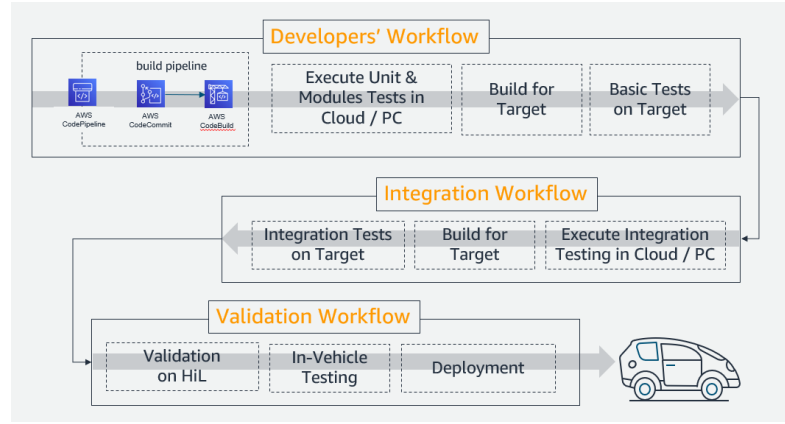 Developers' Workflow
build pipeline
AWS
CodePipeline
AWS
CodeCommit
AWS
CodeBuild
Execute Unit &
Modules Tests in
Cloud / PC
Build for
Target
Basic Tests
on Target
Integration Workflow
Integration Tests
on Target
Build for
Target
Execute Integration
Testing in Cloud / PC
Validation Workflow
Validation
on HiL
In-Vehicle
Testing
Deployment